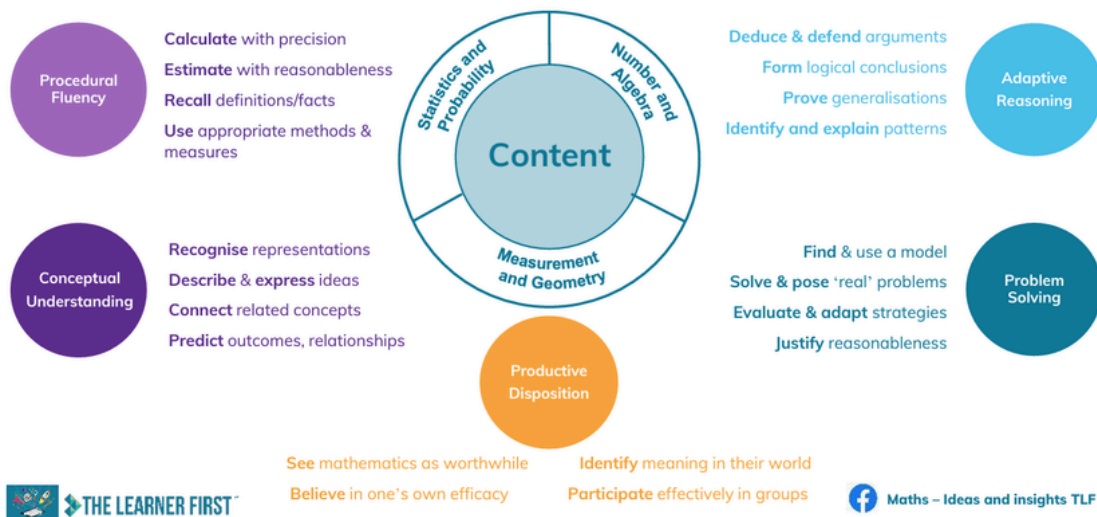 Procedural
Fluency
Calculate with precision
Estimate with reasonableness
Recall definitions/facts
Use appropriate methods &
measures
Statistics and
Probability
Number and
Algebra
Content
Measurement
and Geometry
Deduce & defend arguments
Form logical conclusions
Prove generalisations
Identify and explain patterns
Adaptive
Reasoning
Conceptual
Understanding
Recognise representations
Describe & express ideas
Connect related concepts
Predict outcomes, relationships
Find & use a model
Solve & pose ‘real’ problems
Evaluate & adapt strategies
Justify reasonableness
Problem
Solving
Productive
Disposition
See mathematics as worthwhile
Believe in one’s own efficacy
Identify meaning in their world
Participate effectively in groups
THE LEARNER FIRST
Maths – Ideas and insights TLF